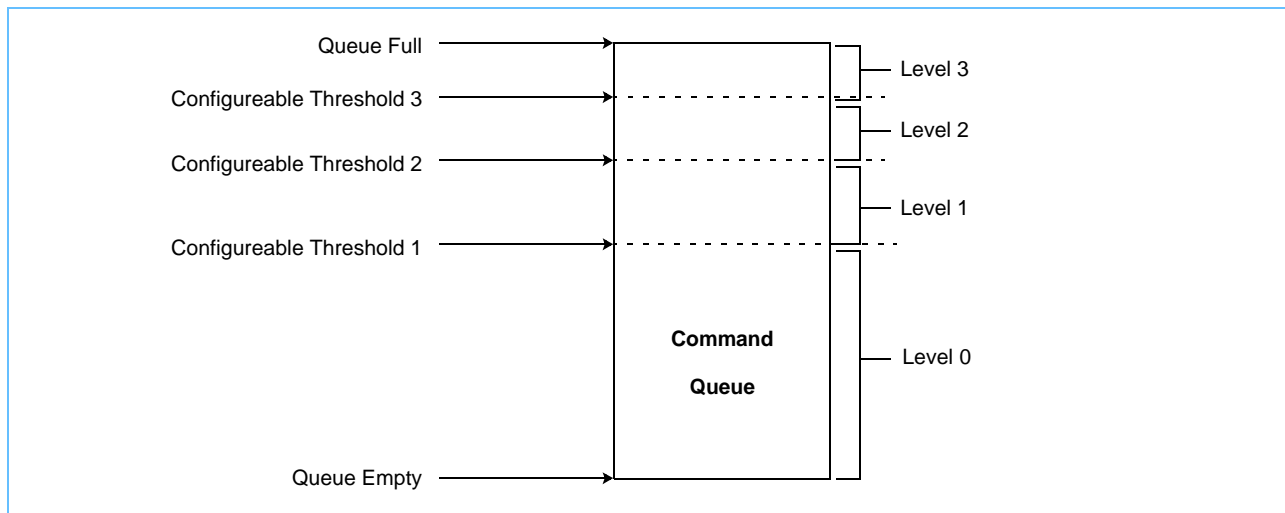 Queue Full
Level 3
Configureable Threshold 3
Level 2
Configureable Threshold 2
Level 1
Configureable Threshold 1
Command
Queue
Level 0
Queue Empty